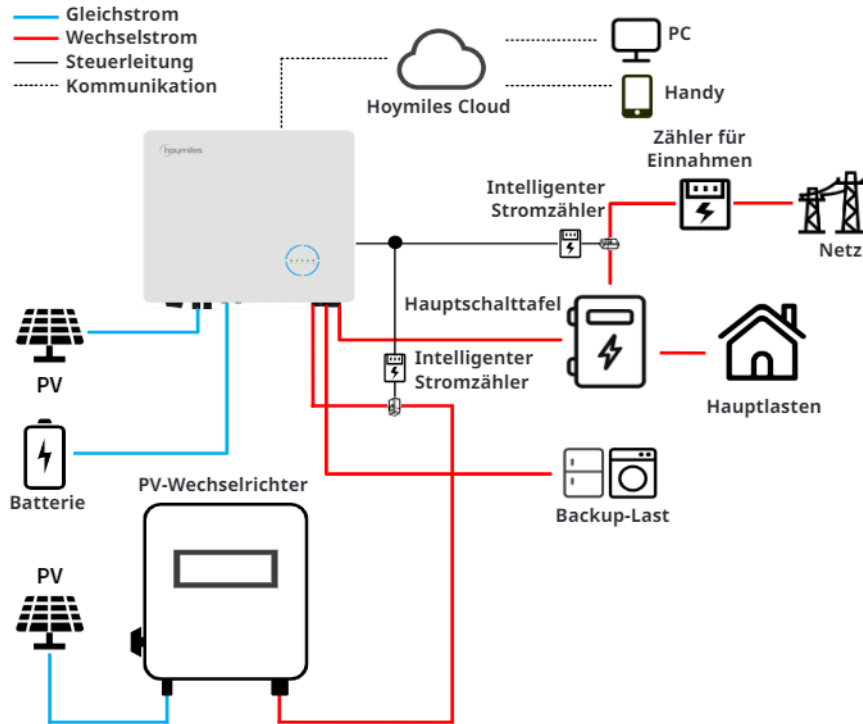 Gleichstrom
Wechselstrom
Steuerleitung
Kommunikation
PC
Hoymiles Cloud
Handy
hoymiles
Zähler für
Einnahmen
Intelligenter
Stromzähler
Netz
Hauptschalttafel
Intelligenter
Stromzähler
PV
Hauptlasten
Batterie
PV-Wechselrichter
Backup-Last
PV